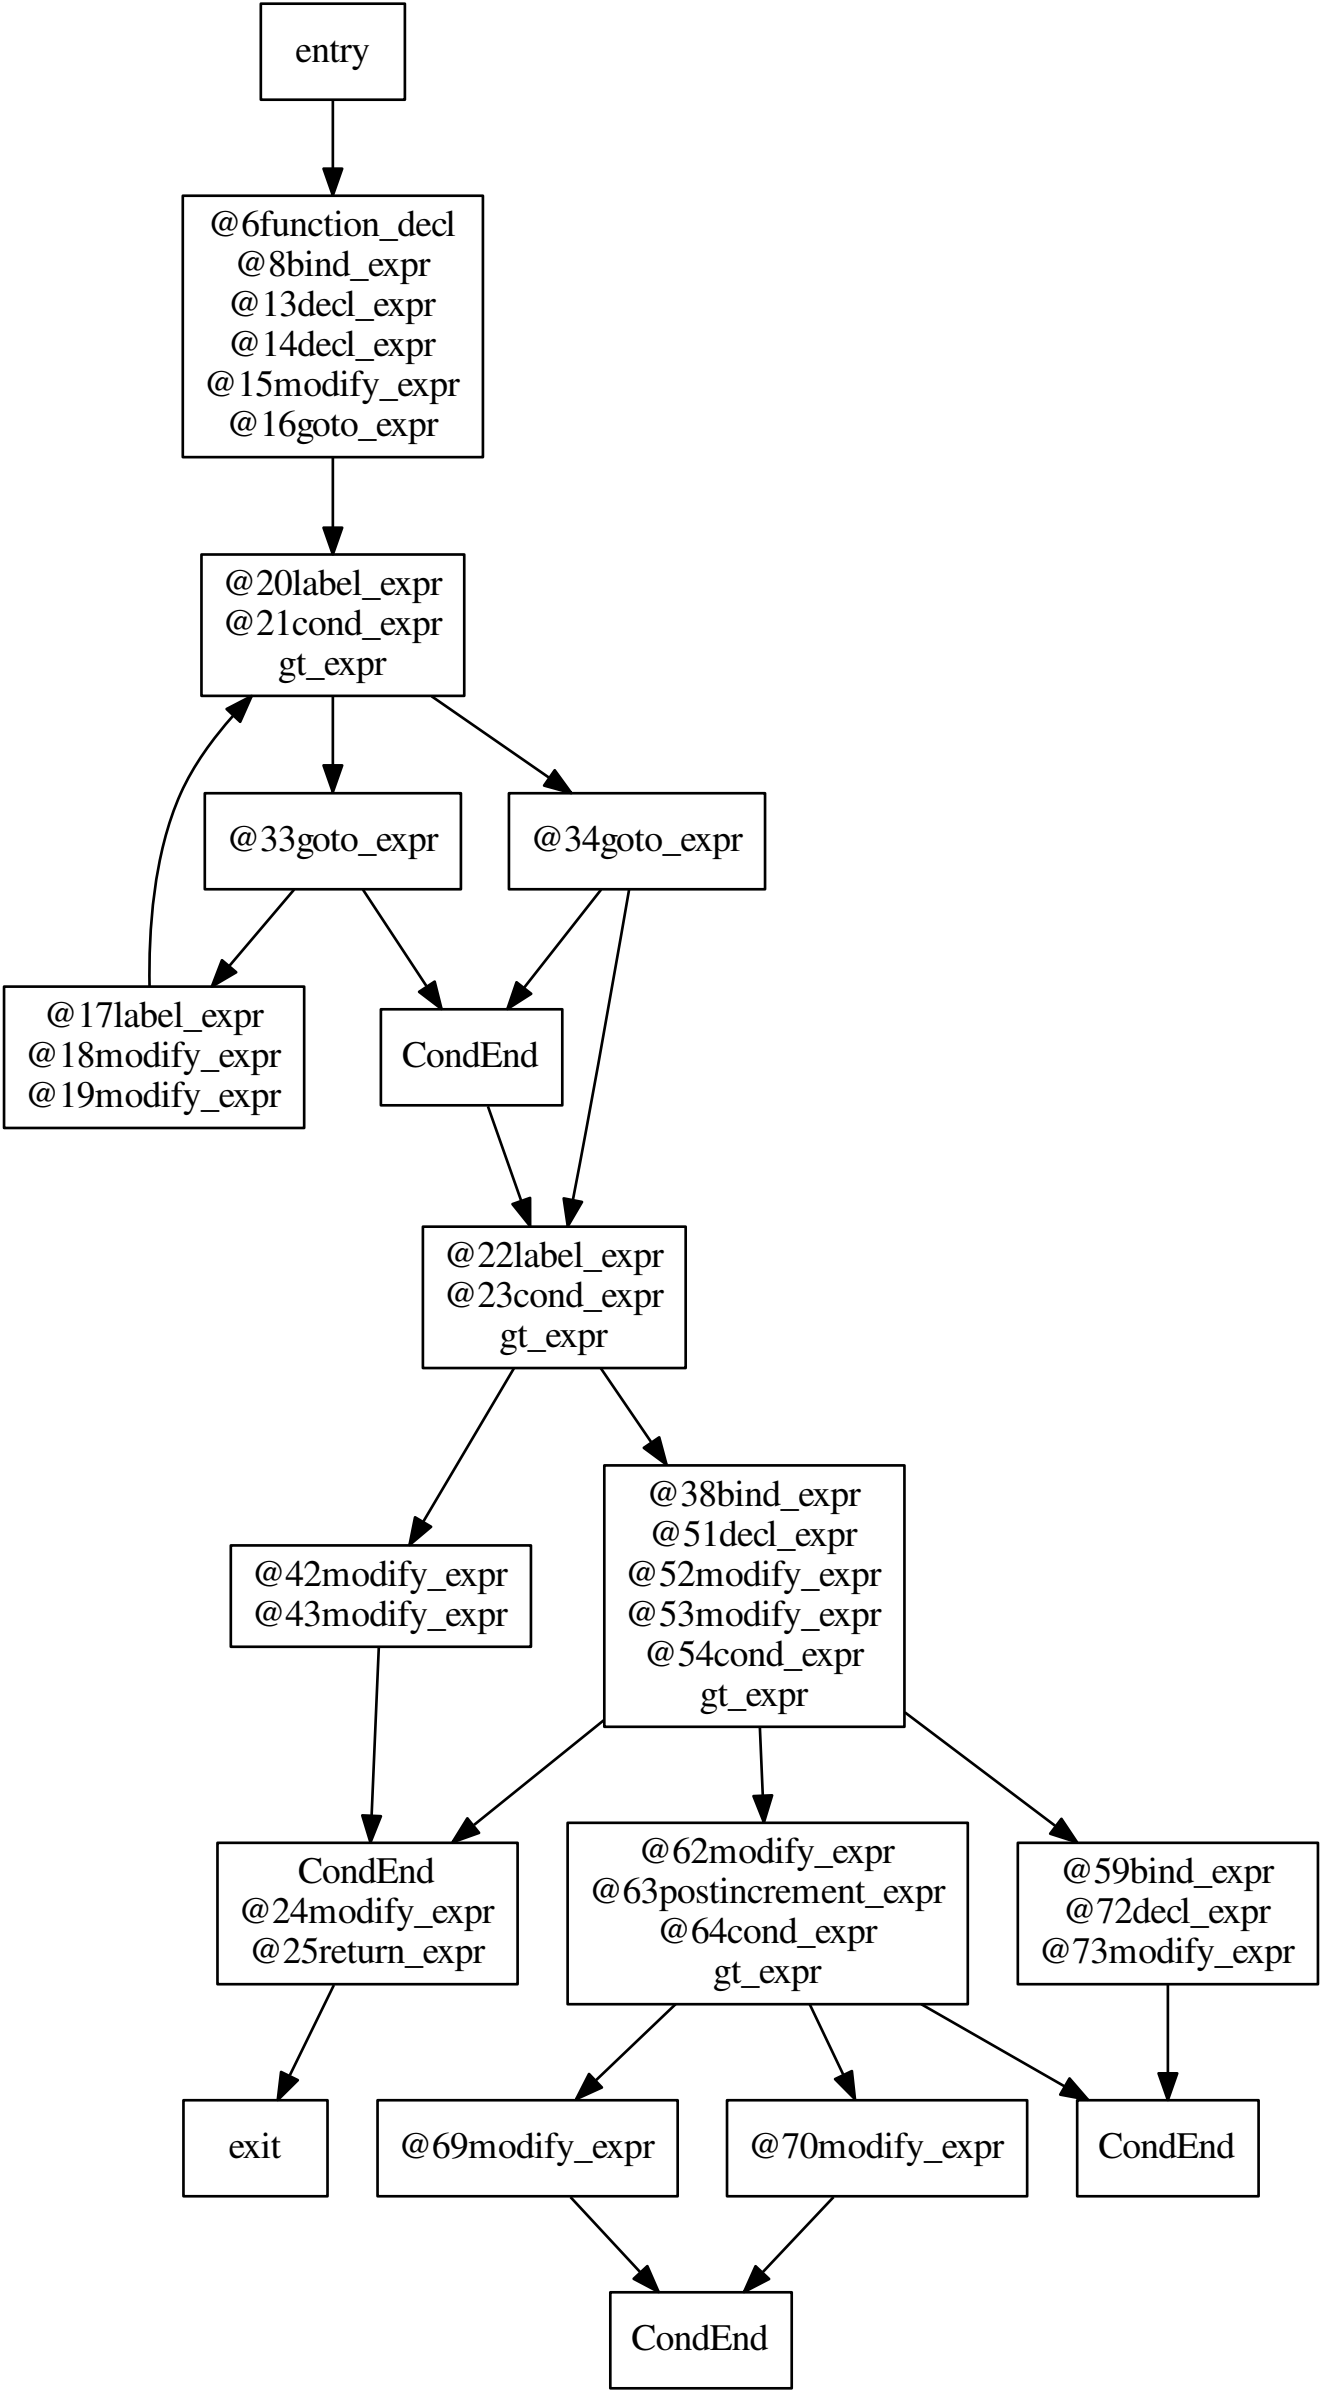 entry
@6function_decl
@8bind_expr
@13decl_expr
@14decl_expr
@15modify_expr
@16goto_expr
@20label_expr
@21cond_expr
gt_expr
@33goto_expr
@34goto_expr
@17label_expr
@18modify_expr
@19modify_expr
CondEnd
@22label_expr
@23cond_expr
gt_expr
@38bind_expr
@51decl_expr
@52modify_expr
@53modify_expr
@54cond_expr
gt_expr
@42modify_expr
@43modify_expr
CondEnd
@24modify_expr
@25return_expr
@62modify_expr
@63postincrement_expr
@64cond_expr
gt_expr
@59bind_expr
@72decl_expr
@73modify_expr
exit
@69modify_expr
@70modify_expr
CondEnd
CondEnd